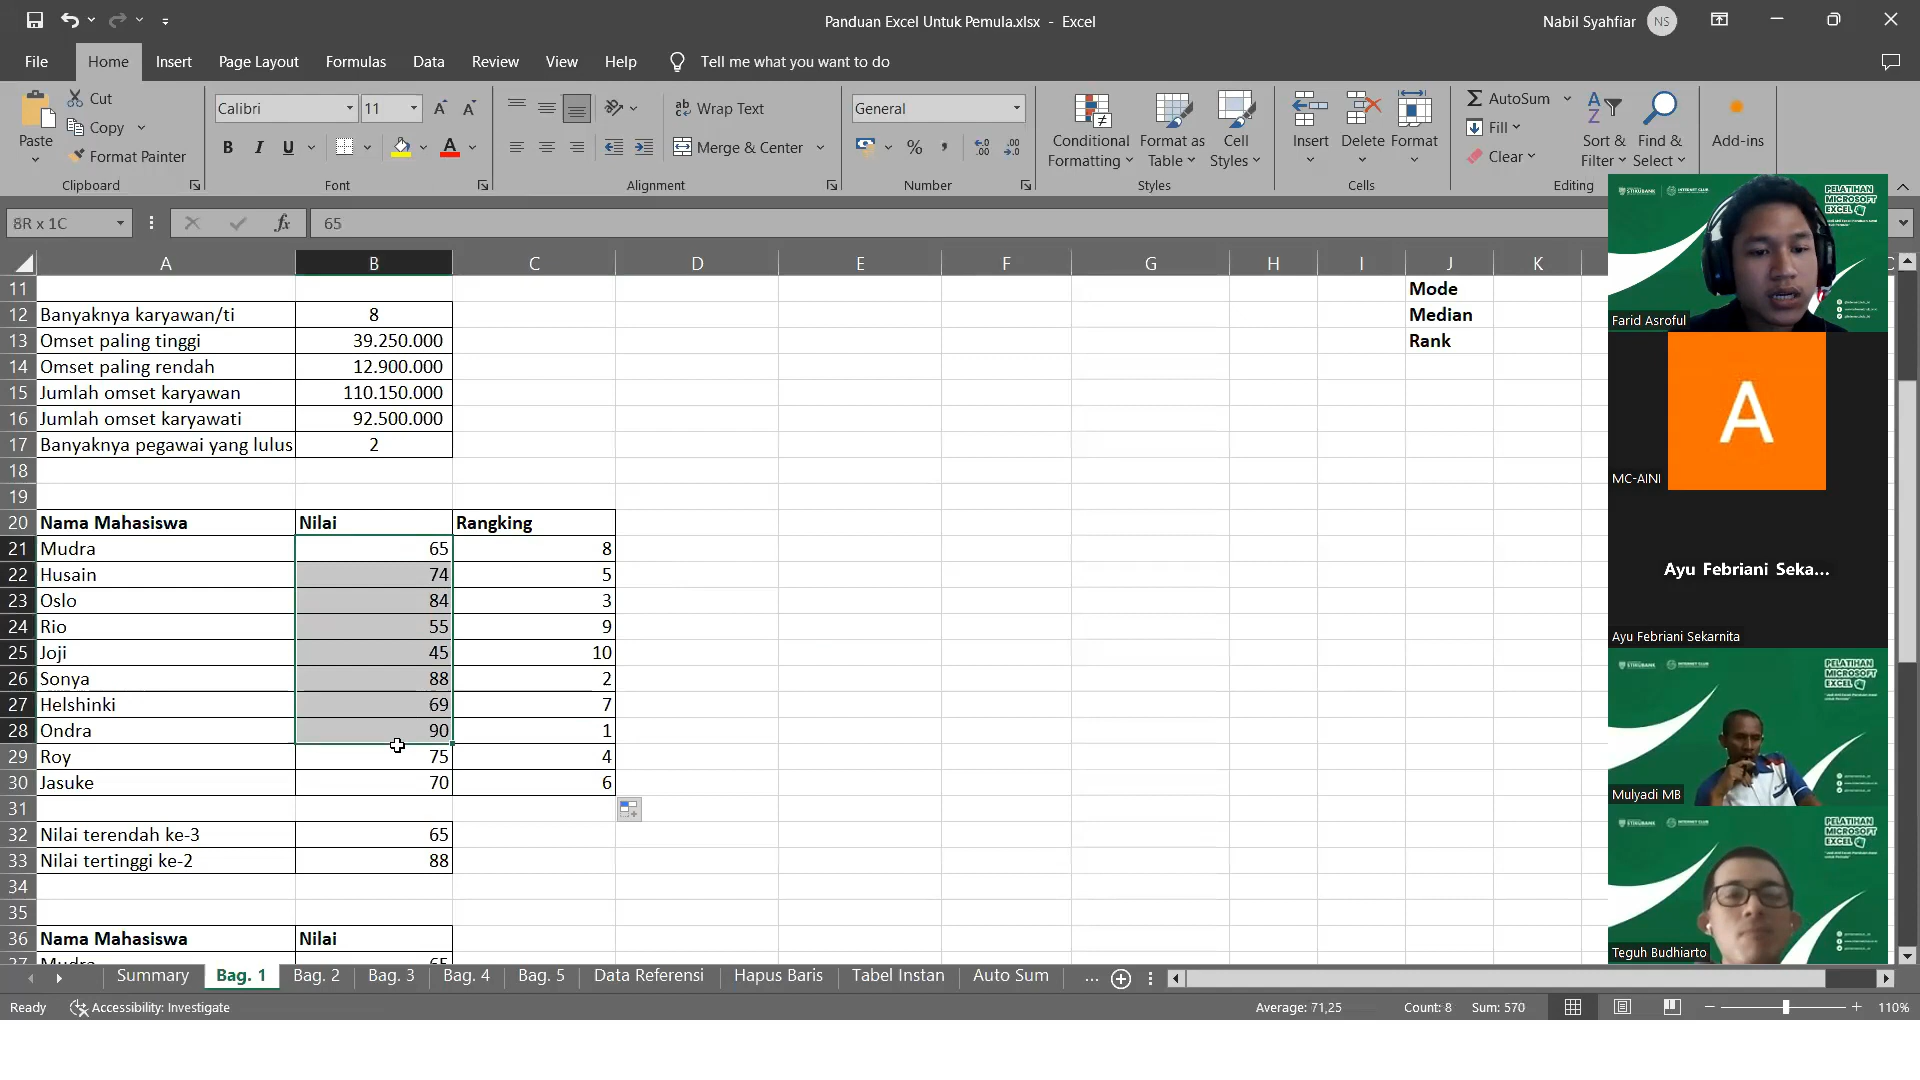 Panduan Excel Untuk Pemula.xlsx - Excel
Nabil Syahfiar NS
File Home Insert Page Layout Formulas Data Review View Help Tell me what you want to do
Paste Cut Copy Format Painter Clipboard
Calibri 11 B I U A Font
Wrap Text Merge & Center Alignment
General % Number
Conditional Formatting Format as Table Cell Styles Styles
Insert Delete Format Cells
AutoSum Fill Clear Sort & Filter Find & Select Editing
Add-ins
8R x 1C fx 65
A B C D E F G H I J K
11 Mode
12 Banyaknya karyawan/ti 8 Median
13 Omset paling tinggi 39.250.000 Rank
14 Omset paling rendah 12.900.000
15 Jumlah omset karyawan 110.150.000
16 Jumlah omset karyawati 92.500.000
17 Banyaknya pegawai yang lulus 2
18
19
20 Nama Mahasiswa Nilai Rangking
21 Mudra 65 8
22 Husain 74 5
23 Oslo 84 3
24 Rio 55 9
25 Joji 45 10
26 Sonya 88 2
27 Helshinki 69 7
28 Ondra 90 1
29 Roy 75 4
30 Jasuke 70 6
31
32 Nilai terendah ke-3 65
33 Nilai tertinggi ke-2 88
34
35
36 Nama Mahasiswa Nilai
37 Mudra 65
Summary Bag. 1 Bag. 2 Bag. 3 Bag. 4 Bag. 5 Data Referensi Hapus Baris Tabel Instan Auto Sum ...
Ready Accessibility: Investigate Average: 71,25 Count: 8 Sum: 570 110%
PELATIHAN
MICROSOFT
EXCEL
Farid Asroful
A
MC-AINI
Ayu Febriani Seka...
Ayu Febriani Sekarnita
PELATIHAN
MICROSOFT
EXCEL
Mulyadi MB
PELATIHAN
MICROSOFT
EXCEL
Teguh Budhiarto